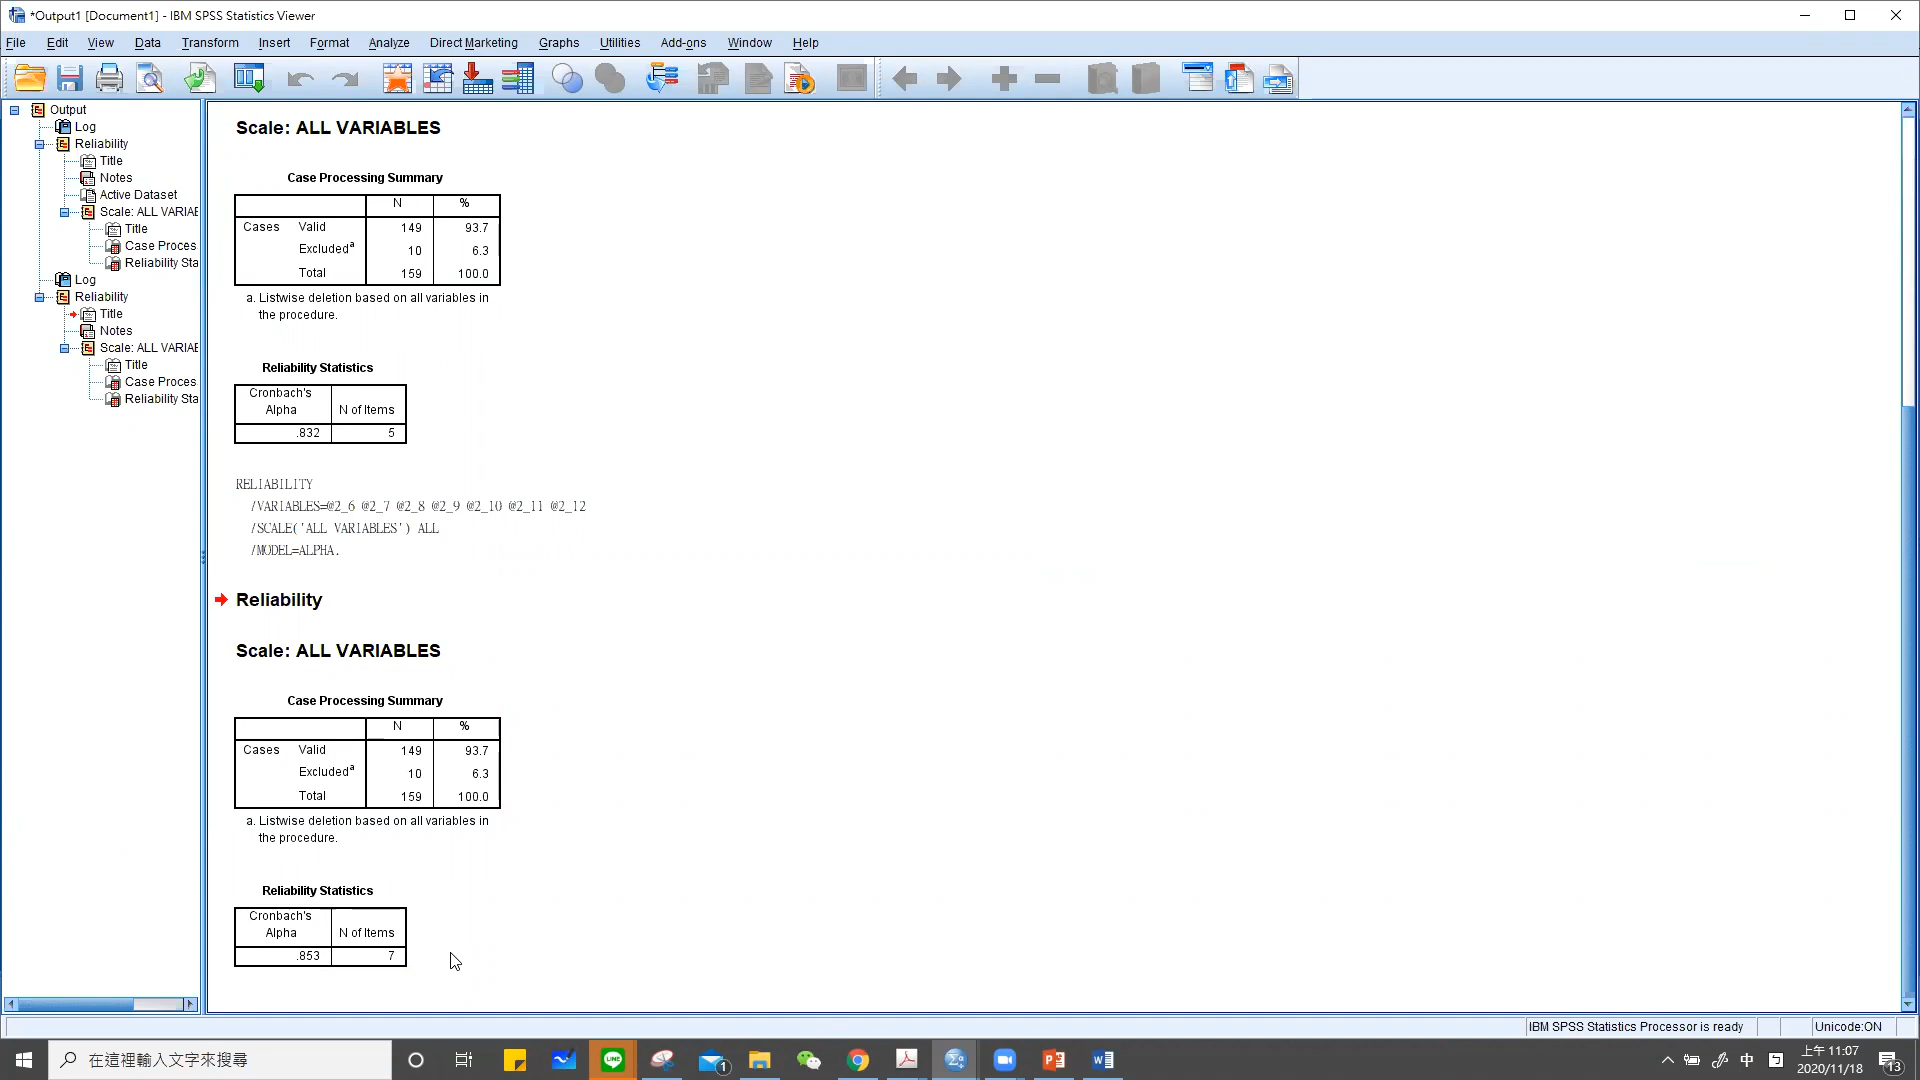 *Output1 [Document1] - IBM SPSS Statistics Viewer
File Edit View Data Transform Insert Format Analyze Direct Marketing Graphs Utilities Add-ons Window Help
Output
Log
Reliability
Title
Notes
Active Dataset
Scale: ALL VARIAE
Title
Case Proces
Reliability Sta
Log
Reliability
Title
Notes
Scale: ALL VARIAE
Title
Case Proces
Reliability Sta
Scale: ALL VARIABLES
Case Processing Summary
N %
Cases Valid 149 93.7
Excludedᵃ 10 6.3
Total 159 100.0
a. Listwise deletion based on all variables in
the procedure.
Reliability Statistics
Cronbach's
Alpha N of Items
.832 5
RELIABILITY
/VARIABLES=@2_6 @2_7 @2_8 @2_9 @2_10 @2_11 @2_12
/SCALE('ALL VARIABLES') ALL
/MODEL=ALPHA.
Reliability
Scale: ALL VARIABLES
Case Processing Summary
N %
Cases Valid 149 93.7
Excludedᵃ 10 6.3
Total 159 100.0
a. Listwise deletion based on all variables in
the procedure.
Reliability Statistics
Cronbach's
Alpha N of Items
.853 7
IBM SPSS Statistics Processor is ready
Unicode:ON
在這裡輸入文字來搜尋
LINE
1
中
上午 11:07
2020/11/18
13